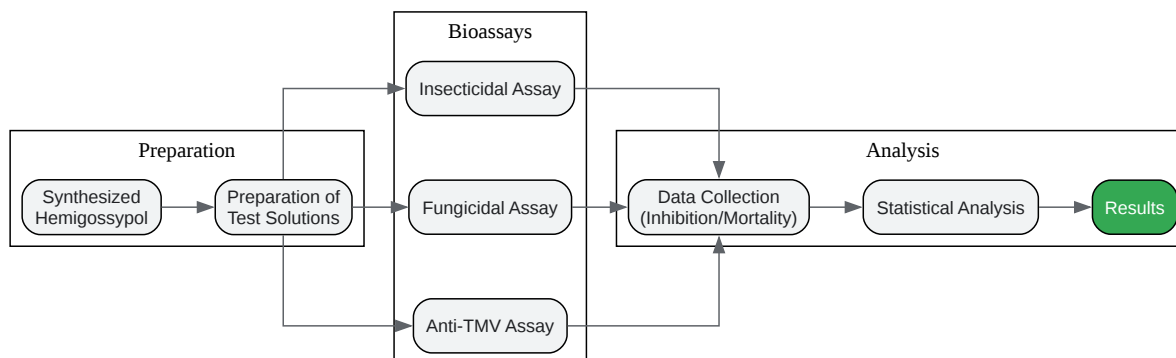 Preparation
Synthesized
Hemigossypol
Preparation of
Test Solutions
Bioassays
Insecticidal Assay
Fungicidal Assay
Anti-TMV Assay
Analysis
Data Collection
(Inhibition/Mortality)
Statistical Analysis
Results